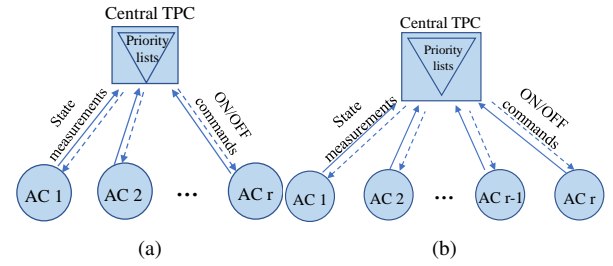 Central TPC
Priority
lists
State
measurements
ON/OFF
commands
AC 1
AC 2
...
AC r
(a)
Central TPC
Priority
lists
State
measurements
ON/OFF
commands
AC 1
AC 2
...
AC r-1
AC r
(b)